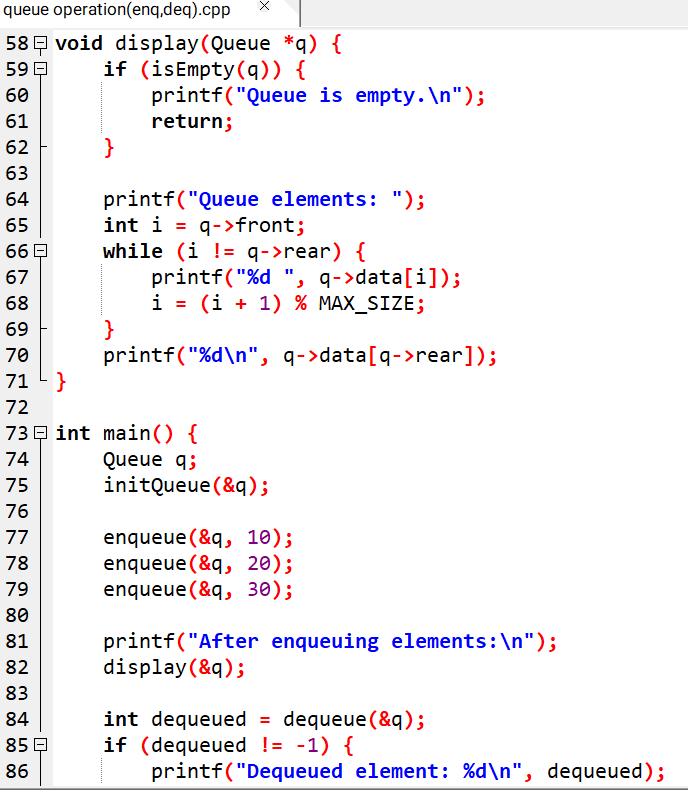 queue operation(enq,deq).cpp ×
58 void display(Queue *q) {
59     if (isEmpty(q)) {
60         printf("Queue is empty.\n");
61         return;
62     }
63
64     printf("Queue elements: ");
65     int i = q->front;
66     while (i != q->rear) {
67         printf("%d ", q->data[i]);
68         i = (i + 1) % MAX_SIZE;
69     }
70     printf("%d\n", q->data[q->rear]);
71 }
72
73 int main() {
74     Queue q;
75     initQueue(&q);
76
77     enqueue(&q, 10);
78     enqueue(&q, 20);
79     enqueue(&q, 30);
80
81     printf("After enqueuing elements:\n");
82     display(&q);
83
84     int dequeued = dequeue(&q);
85     if (dequeued != -1) {
86         printf("Dequeued element: %d\n", dequeued);